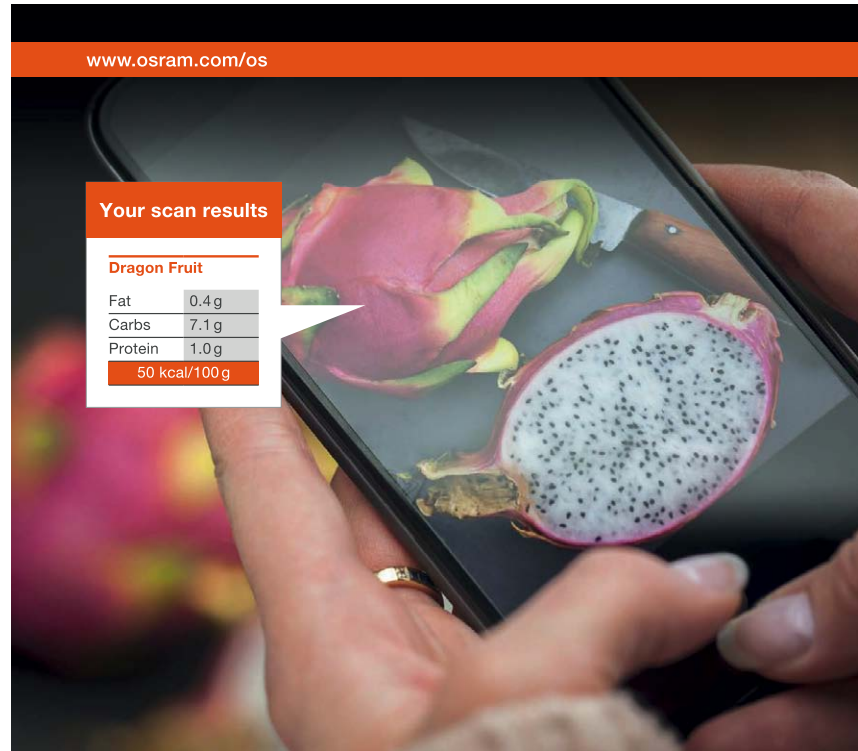 www.osram.com/os
Your scan results
Dragon Fruit
Fat 0.4 g
Carbs 7.1 g
Protein 1.0 g
50 kcal/100 g